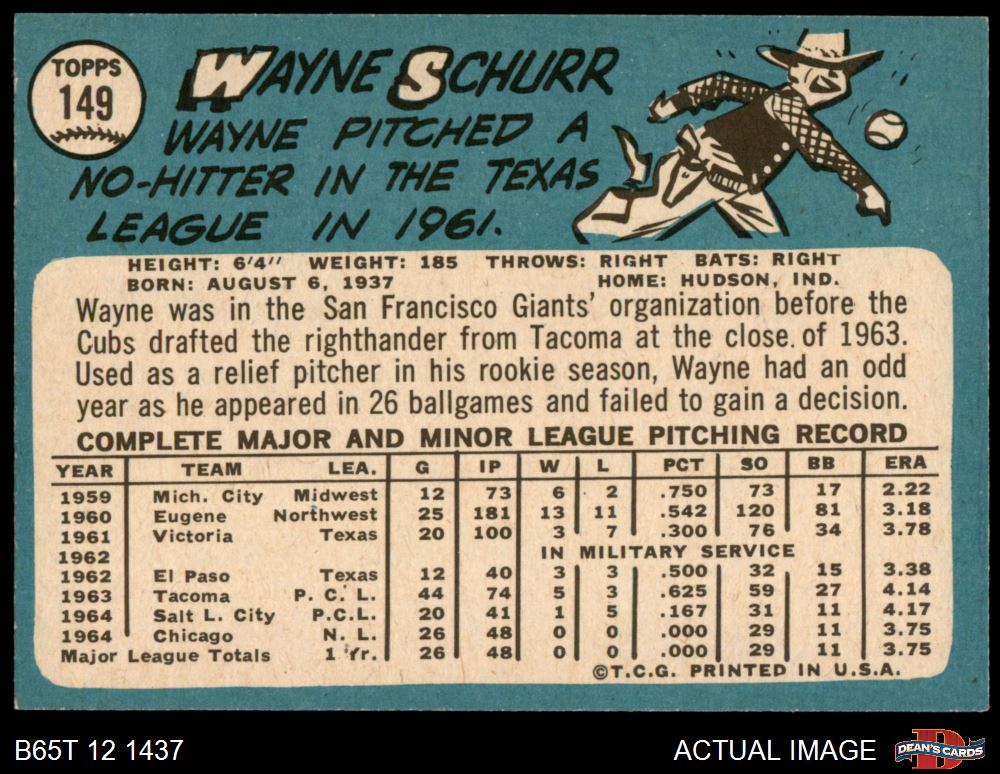 TOPPS
149
WAYNE SCHURR
WAYNE PITCHED A
NO-HITTER IN THE TEXAS
LEAGUE IN 1961.
HEIGHT: 6'4" WEIGHT: 185 THROWS: RIGHT BATS: RIGHT
BORN: AUGUST 6, 1937 HOME: HUDSON, IND.
Wayne was in the San Francisco Giants' organization before the
Cubs drafted the righthander from Tacoma at the close of 1963.
Used as a relief pitcher in his rookie season, Wayne had an odd
year as he appeared in 26 ballgames and failed to gain a decision.
COMPLETE MAJOR AND MINOR LEAGUE PITCHING RECORD
YEAR TEAM LEA. G IP W L PCT SO BB ERA
1959 Mich. City Midwest 12 73 6 2 .750 73 17 2.22
1960 Eugene Northwest 25 181 13 11 .542 120 81 3.18
1961 Victoria Texas 20 100 3 7 .300 76 34 3.78
1962 IN MILITARY SERVICE
1962 El Paso Texas 12 40 3 3 .500 32 15 3.38
1963 Tacoma P.C.L. 44 74 5 3 .625 59 27 4.14
1964 Salt L. City P.C.L. 20 41 1 5 .167 31 11 4.17
1964 Chicago N. L. 26 48 0 0 .000 29 11 3.75
Major League Totals 1 Yr. 26 48 0 0 .000 29 11 3.75
©T.C.G. PRINTED IN U.S.A.
B65T 12 1437
ACTUAL IMAGE
D
DEAN'S CARDS